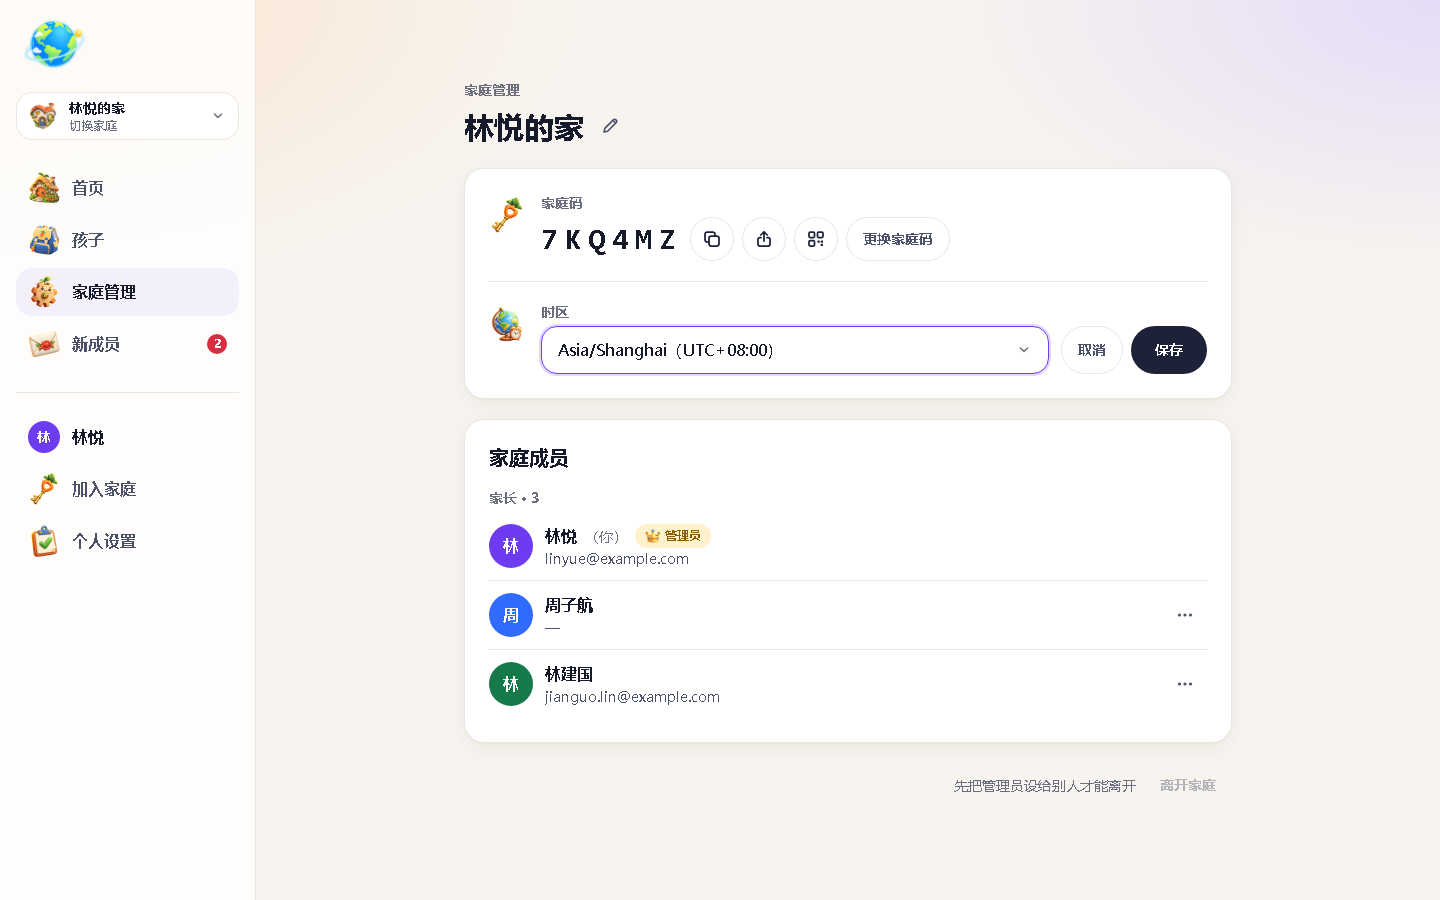 林悦的家
切换家庭
首页
孩子
家庭管理
新成员
2
林
林悦
加入家庭
个人设置
家庭管理
林悦的家
家庭码
7KQ4MZ
更换家庭码
时区
Asia/Shanghai（UTC+08:00）
取消
保存
家庭成员
家长 • 3
林
林悦 （你） 管理员
linyue@example.com
周
周子航
—
林
林建国
jianguo.lin@example.com
先把管理员设给别人才能离开 离开家庭